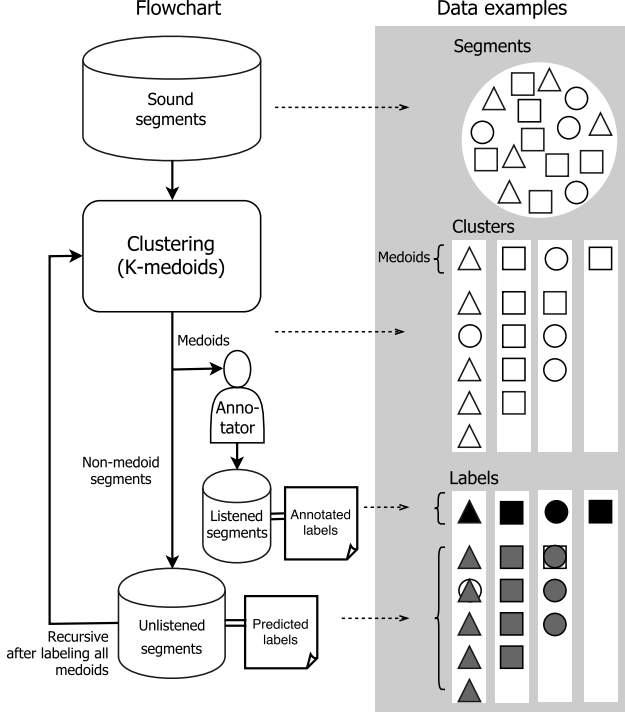 Flowchart
Data examples
Sound
segments
Segments
Clustering
(K-medoids)
Clusters
Medoids
Medoids
Anno-
tator
Non-medoid
segments
Listened
segments
Annotated
labels
Labels
Unlistened
segments
Predicted
labels
Recursive
after labeling all
medoids